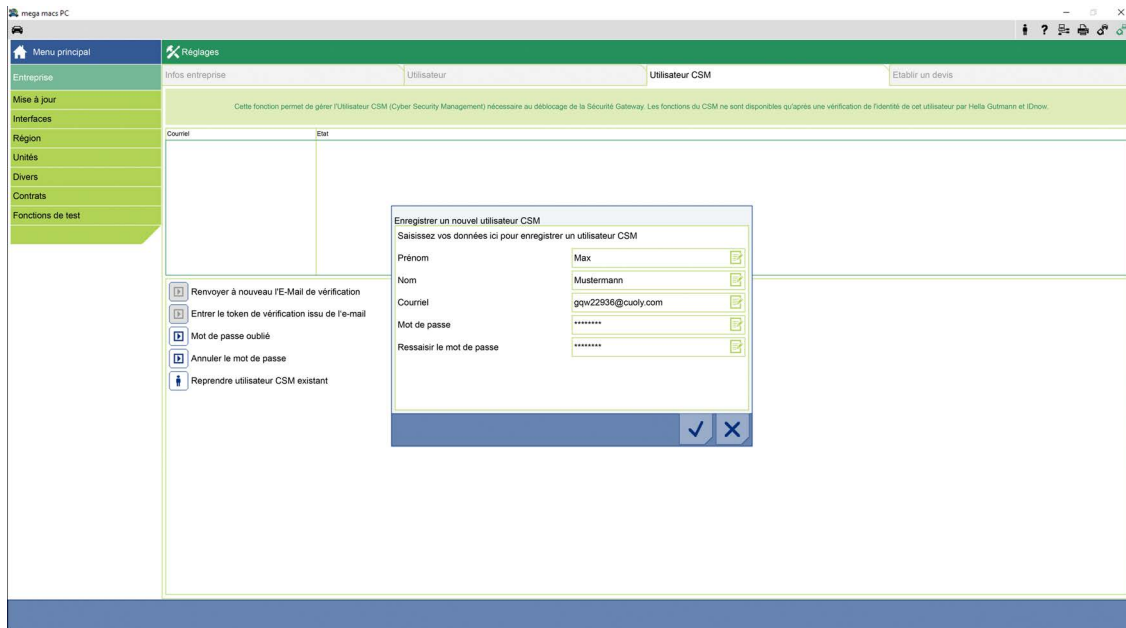 mega macs PC
Menu principal
Réglages
Entreprise
Mise à jour
Interfaces
Région
Unités
Divers
Contrats
Fonctions de test
Infos entreprise
Utilisateur
Utilisateur CSM
Etablir un devis
Cette fonction permet de gérer l'Utilisateur CSM (Cyber Security Management) nécessaire au déblocage de la Sécurité Gateway. Les fonctions du CSM ne sont disponibles qu'après une vérification de l'identité de cet utilisateur par Hella Gutmann et IDnow.
Courriel
Etat
Enregistrer un nouvel utilisateur CSM
Saisissez vos données ici pour enregistrer un utilisateur CSM
Prénom Max
Nom Mustermann
Courriel gqw22936@cuoly.com
Mot de passe ********
Ressaisir le mot de passe ********
Renvoyer à nouveau l'E-Mail de vérification
Entrer le token de vérification issu de l'e-mail
Mot de passe oublié
Annuler le mot de passe
Reprendre utilisateur CSM existant